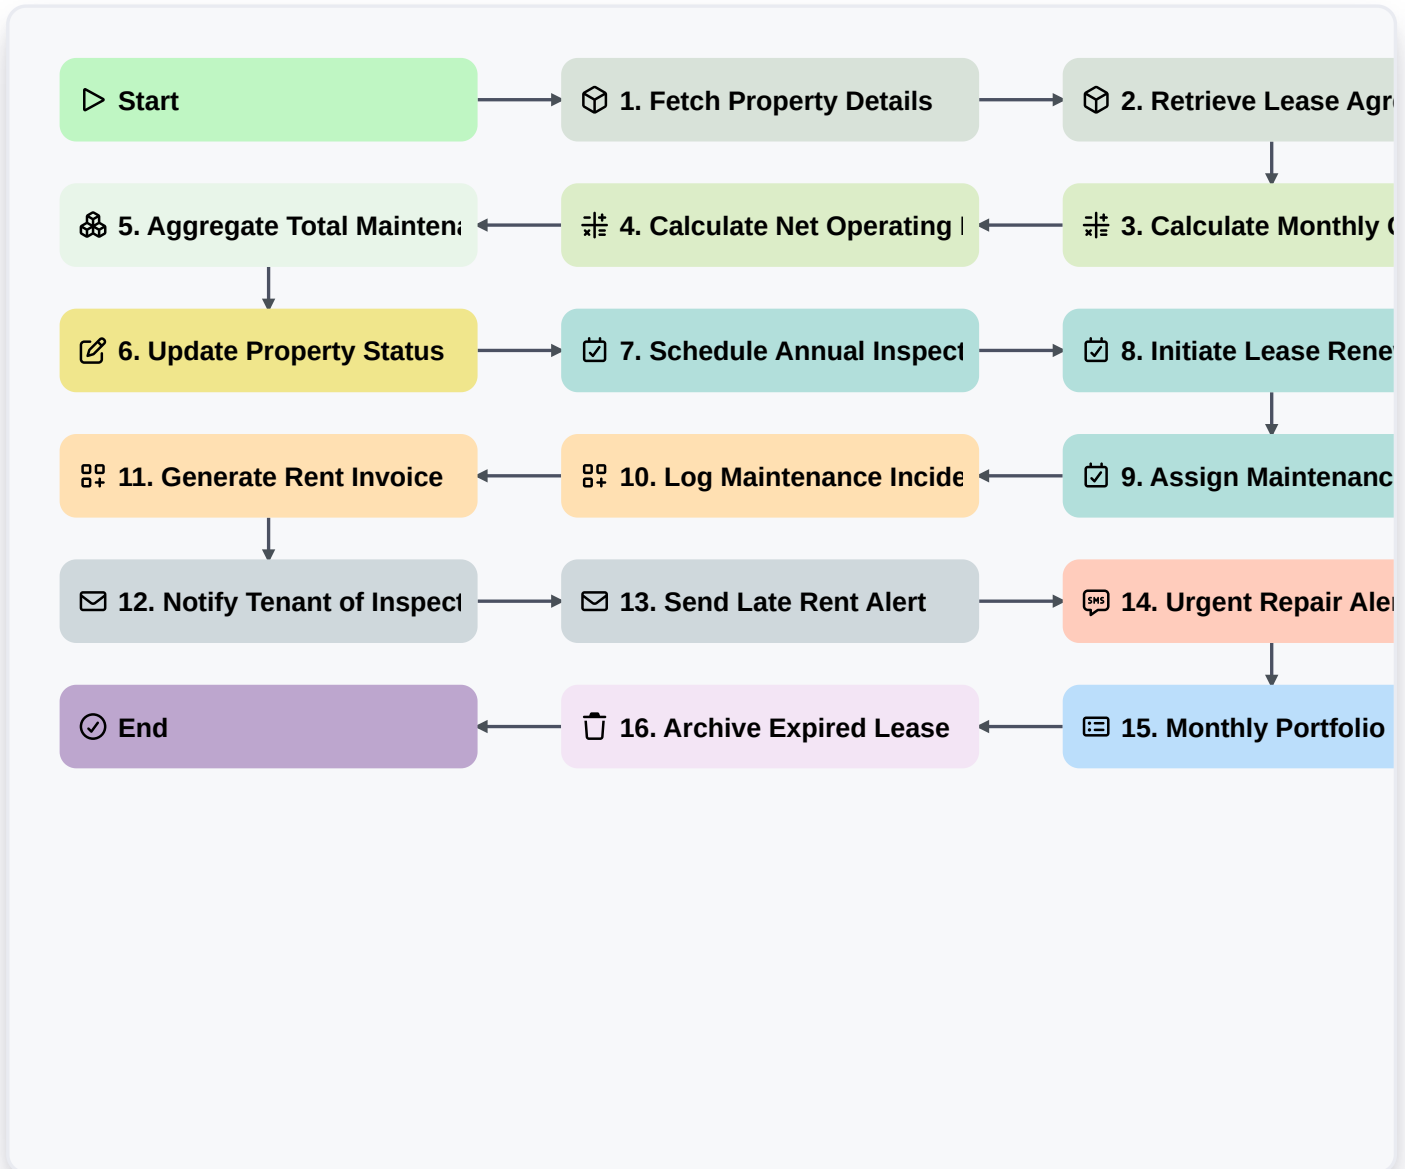 Start
1. Fetch Property Details
2. Retrieve Lease
5. Aggregate Total
4. Calculate Net Operating
3. Calculate Monthly
6. Update Property Status
7. Schedule Annual
8. Initiate Lease
11. Generate Rent Invoice
10. Log Maintenance
9. Assign
12. Notify Tenant of
13. Send Late Rent Alert
SMS
14. Urgent Repair
End
16. Archive Expired Lease
15. Monthly Portfolio